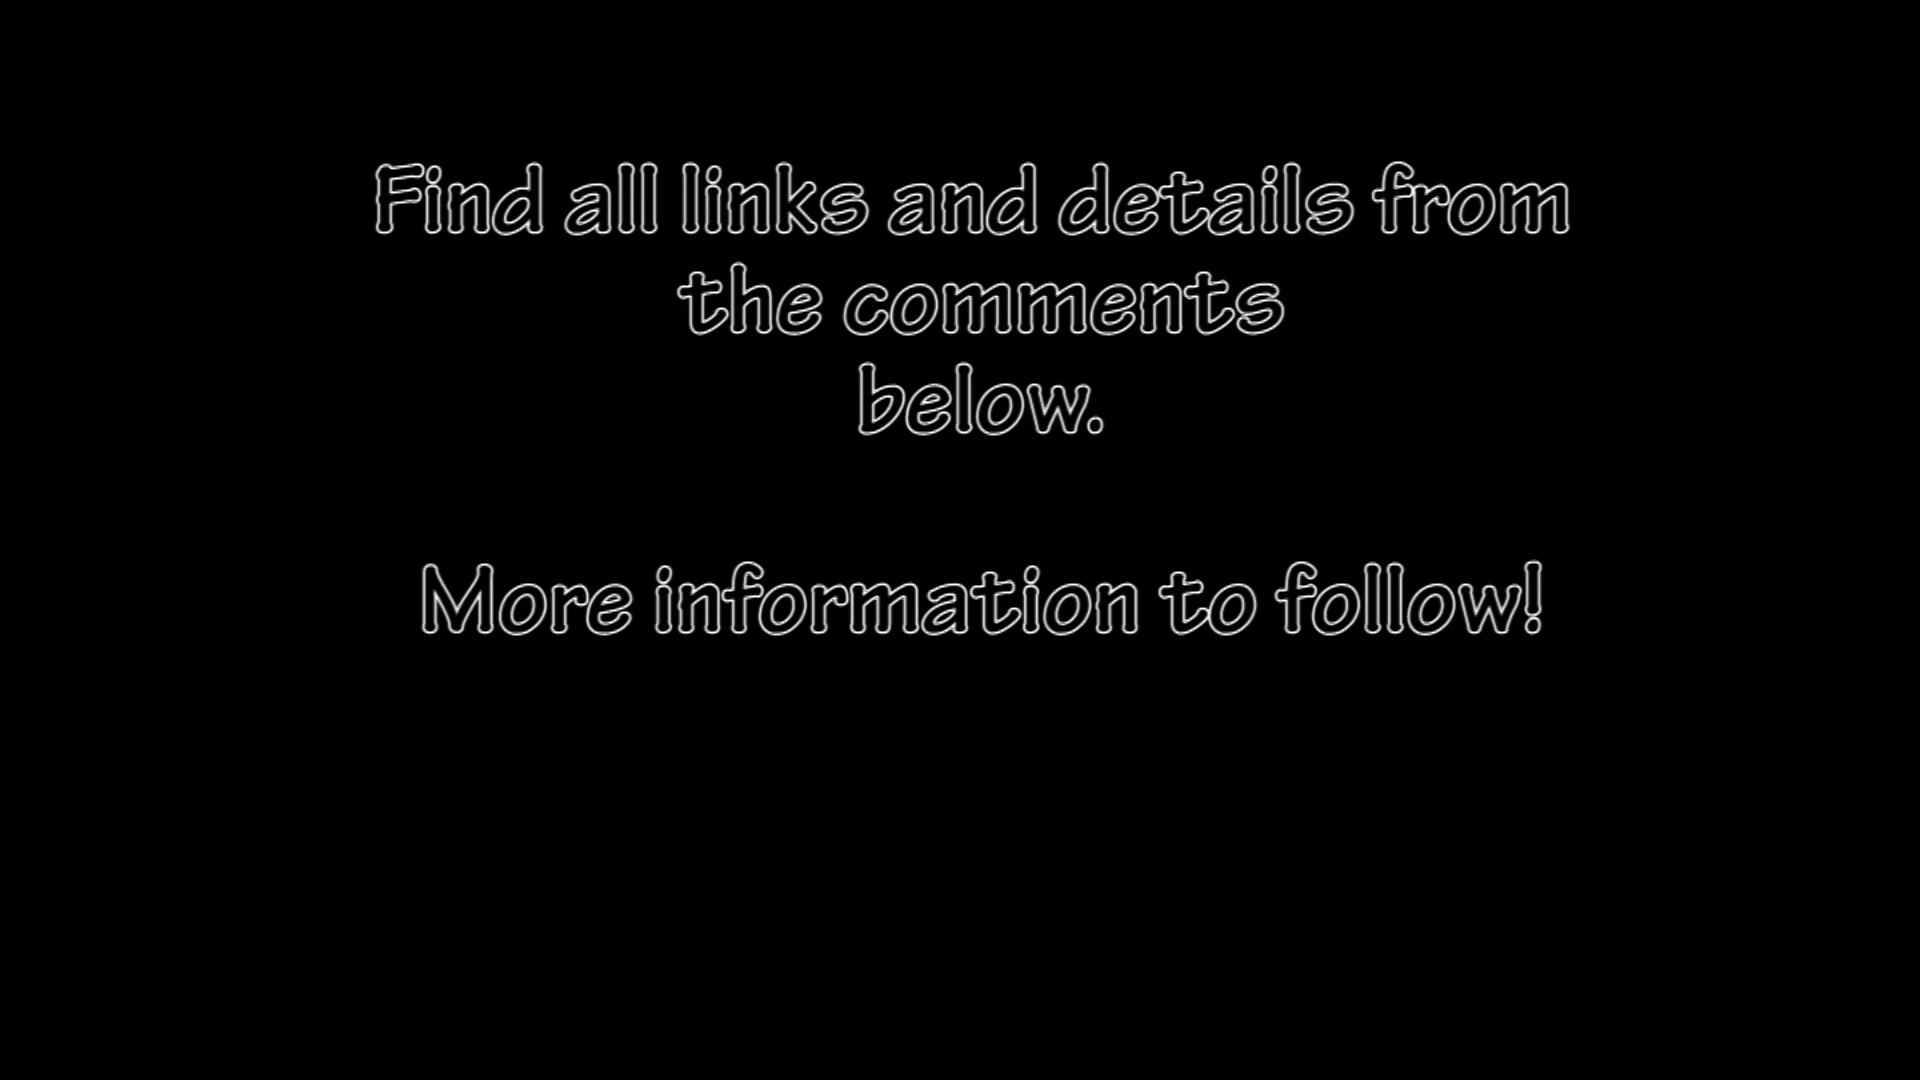 Find all links and details from
the comments
below.
More information to follow!